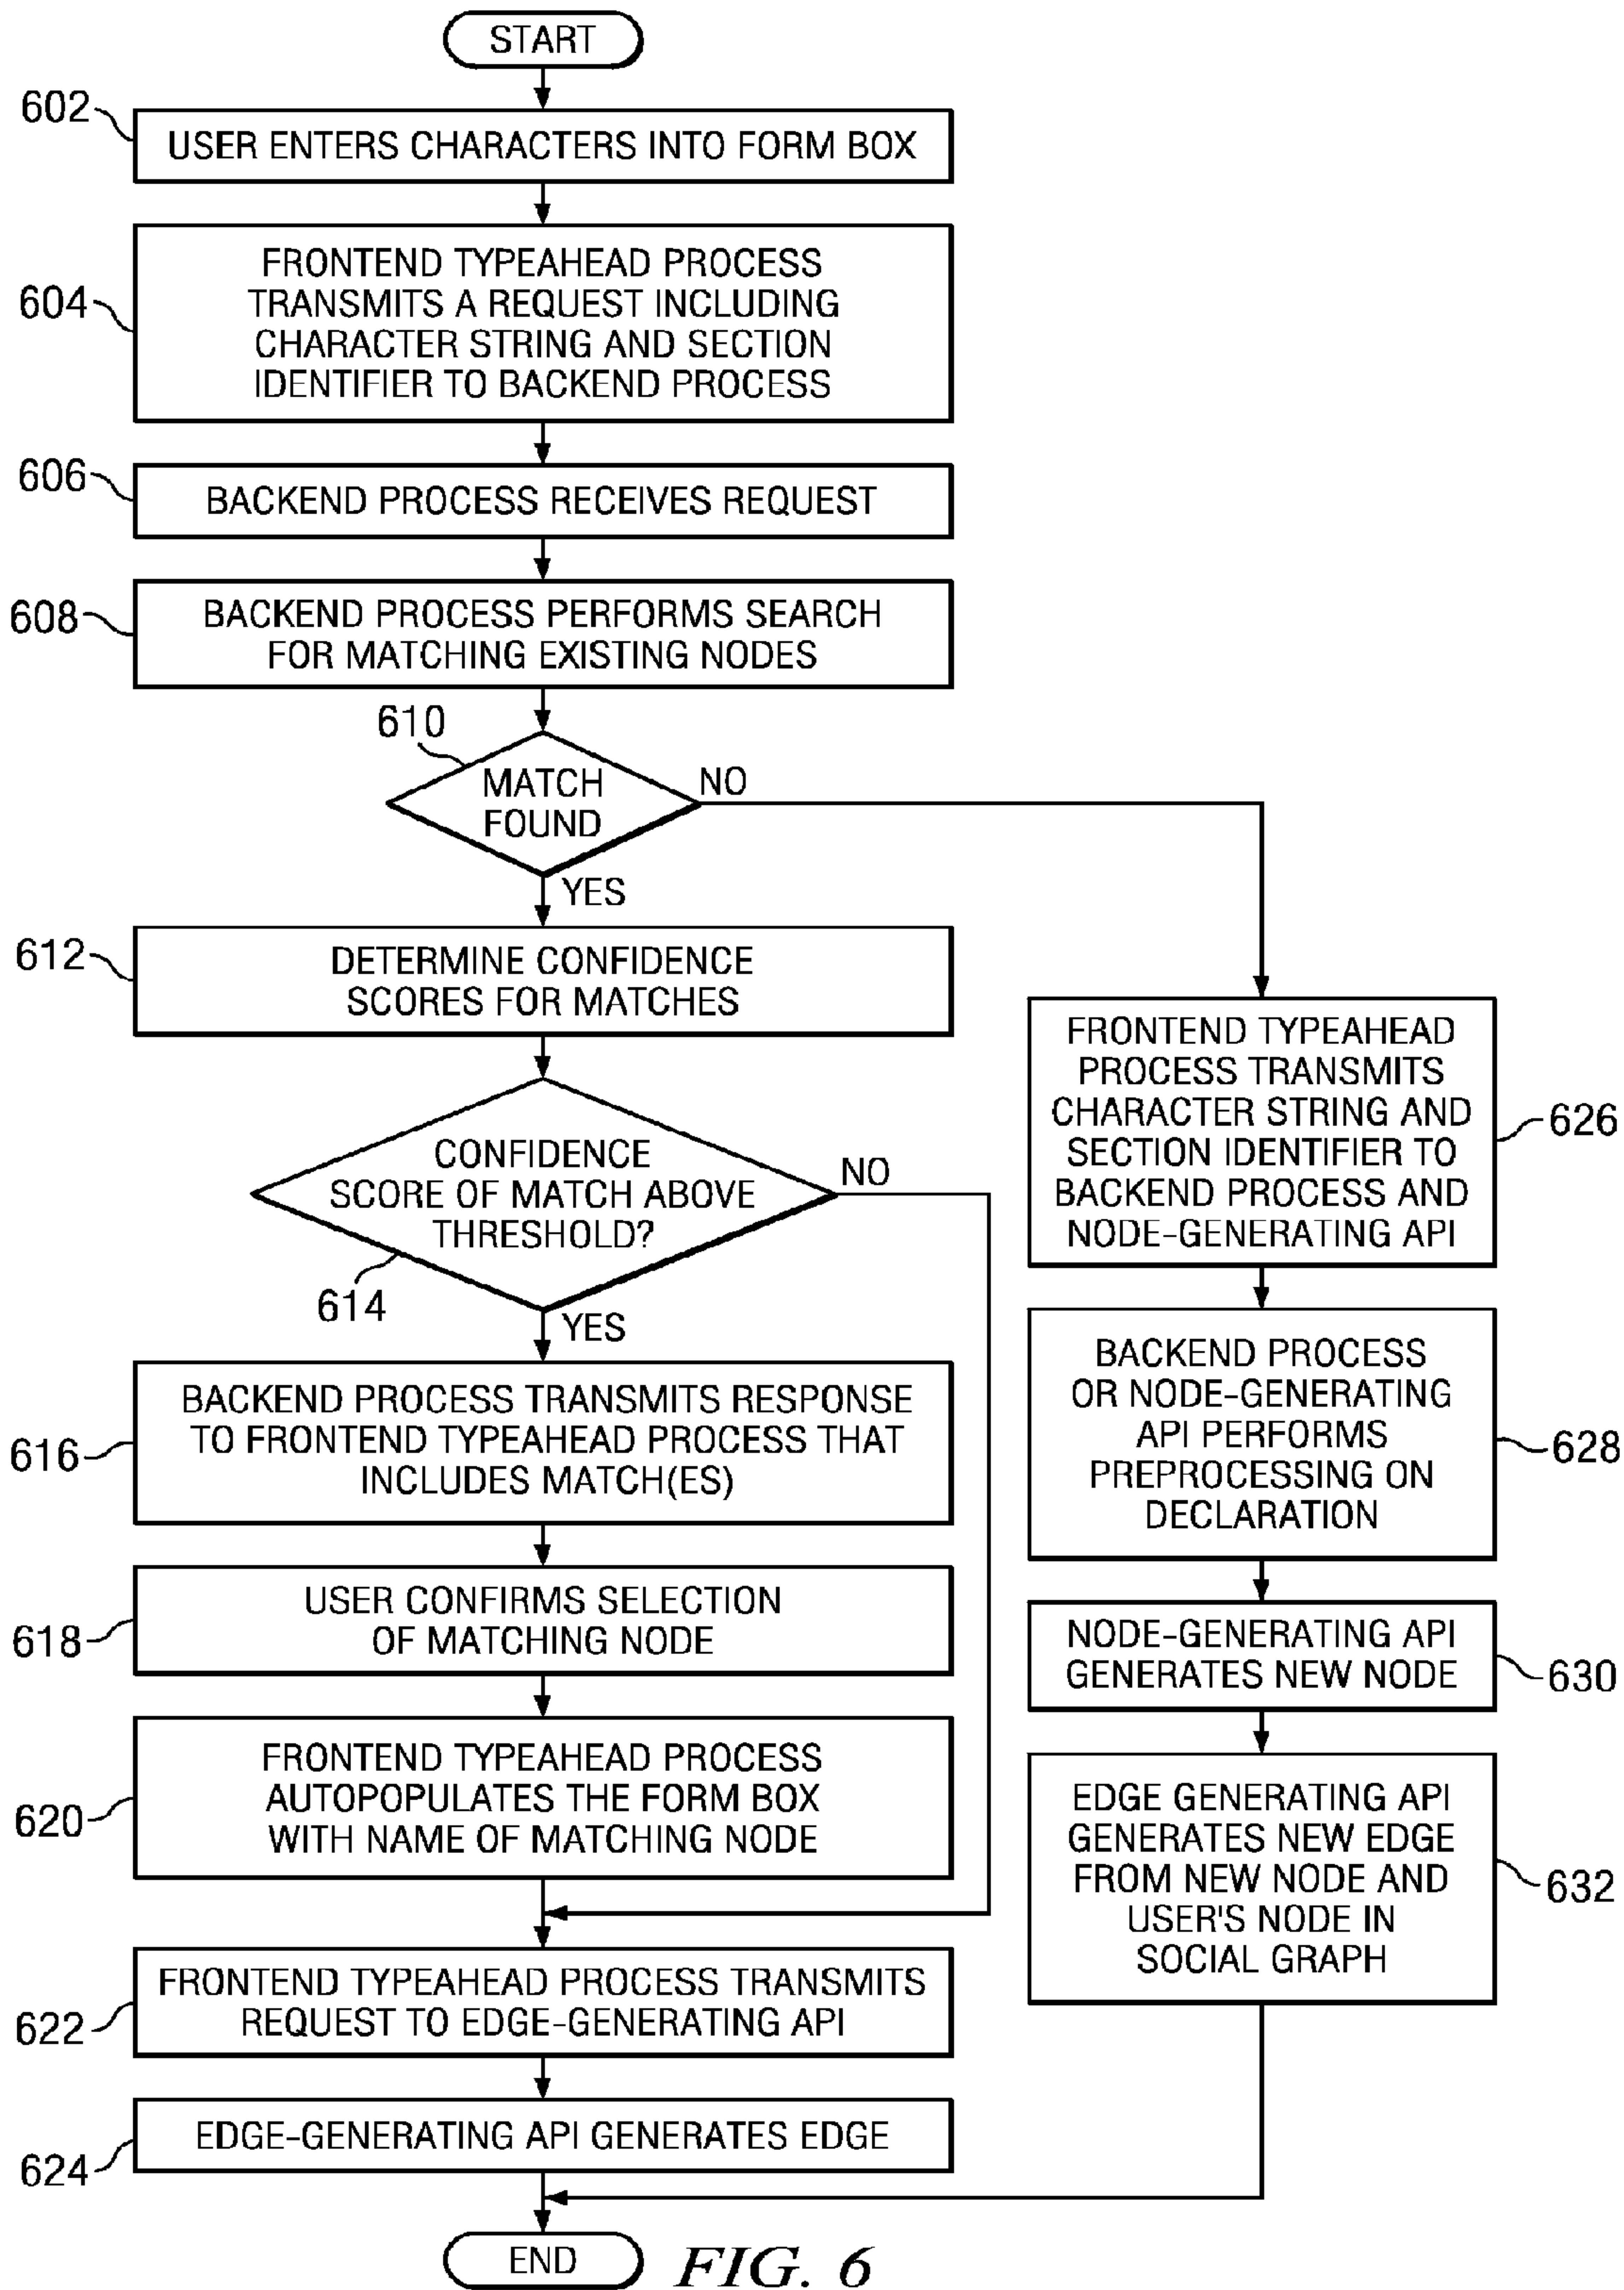 START
602
USER ENTERS CHARACTERS INTO FORM BOX
604
FRONTEND TYPEAHEAD PROCESS
TRANSMITS A REQUEST INCLUDING
CHARACTER STRING AND SECTION
IDENTIFIER TO BACKEND PROCESS
606
BACKEND PROCESS RECEIVES REQUEST
608
BACKEND PROCESS PERFORMS SEARCH
FOR MATCHING EXISTING NODES
610
MATCH
FOUND
NO
YES
612
DETERMINE CONFIDENCE
SCORES FOR MATCHES
CONFIDENCE
SCORE OF MATCH ABOVE
THRESHOLD?
NO
614
YES
616
BACKEND PROCESS TRANSMITS RESPONSE
TO FRONTEND TYPEAHEAD PROCESS THAT
INCLUDES MATCH(ES)
618
USER CONFIRMS SELECTION
OF MATCHING NODE
620
FRONTEND TYPEAHEAD PROCESS
AUTOPOPULATES THE FORM BOX
WITH NAME OF MATCHING NODE
622
FRONTEND TYPEAHEAD PROCESS TRANSMITS
REQUEST TO EDGE-GENERATING API
624
EDGE-GENERATING API GENERATES EDGE
FRONTEND TYPEAHEAD
PROCESS TRANSMITS
CHARACTER STRING AND
SECTION IDENTIFIER TO
BACKEND PROCESS AND
NODE-GENERATING API
626
BACKEND PROCESS
OR NODE-GENERATING
API PERFORMS
PREPROCESSING ON
DECLARATION
628
NODE-GENERATING API
GENERATES NEW NODE
630
EDGE GENERATING API
GENERATES NEW EDGE
FROM NEW NODE AND
USER'S NODE IN
SOCIAL GRAPH
632
END
FIG. 6